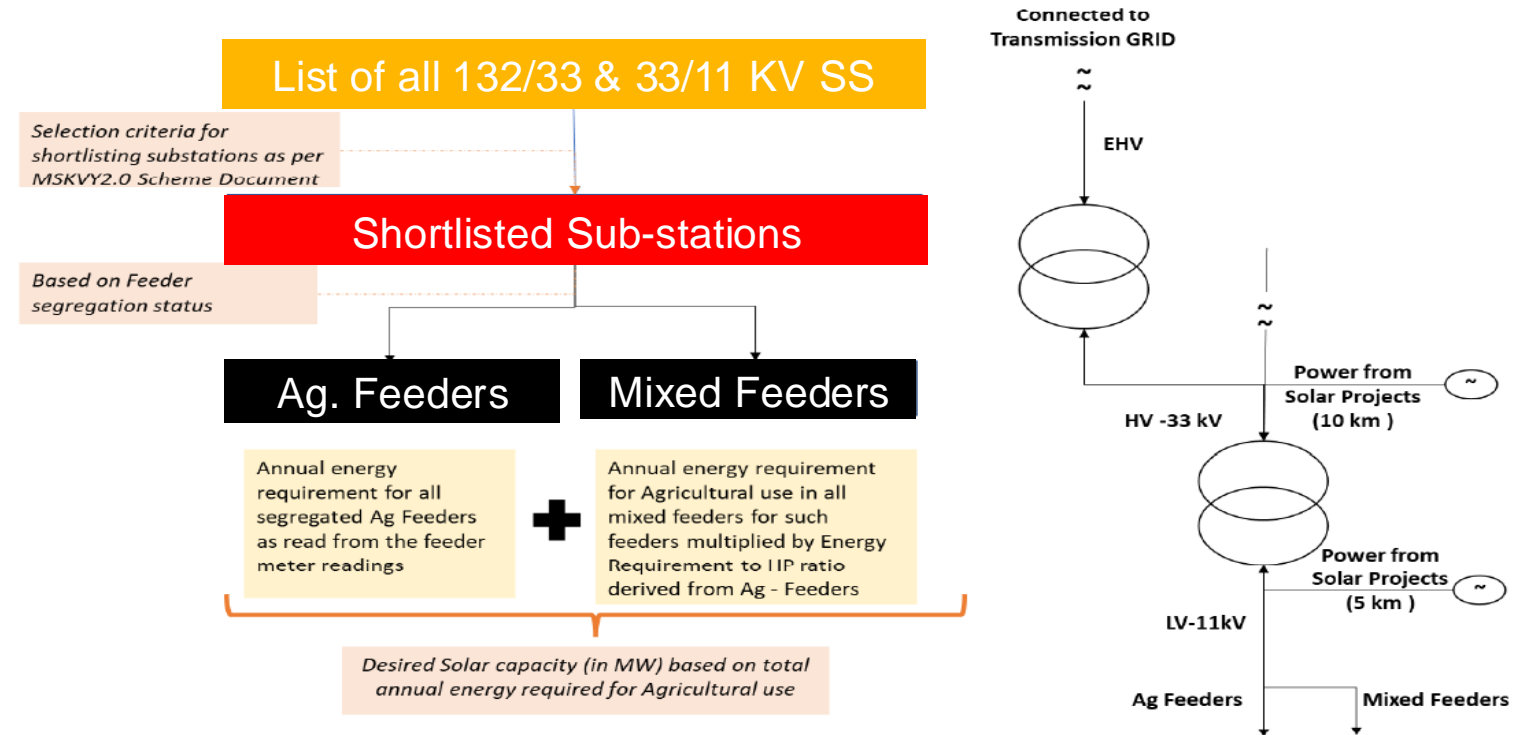 List of all 132/33 & 33/11 KV SS
Selection criteria for
shortlisting substations as per
MSKVY2.0 Scheme Document
Shortlisted Sub-stations
Based on Feeder
segregation status
Ag. Feeders
Mixed Feeders
Annual energy
requirement for all
segregated Ag Feeders
as read from the feeder
meter readings
Annual energy requirement
for Agricultural use in all
mixed feeders for such
feeders multiplied by Energy
Requirement to HP ratio
derived from Ag - Feeders
Desired Solar capacity (in MW) based on total
annual energy required for Agricultural use
Connected to
Transmission GRID
~
~
EHV
~
~
Power from
Solar Projects
(10 km )
~
HV -33 kV
Power from
Solar Projects
(5 km )
~
LV-11kV
Ag Feeders
Mixed Feeders